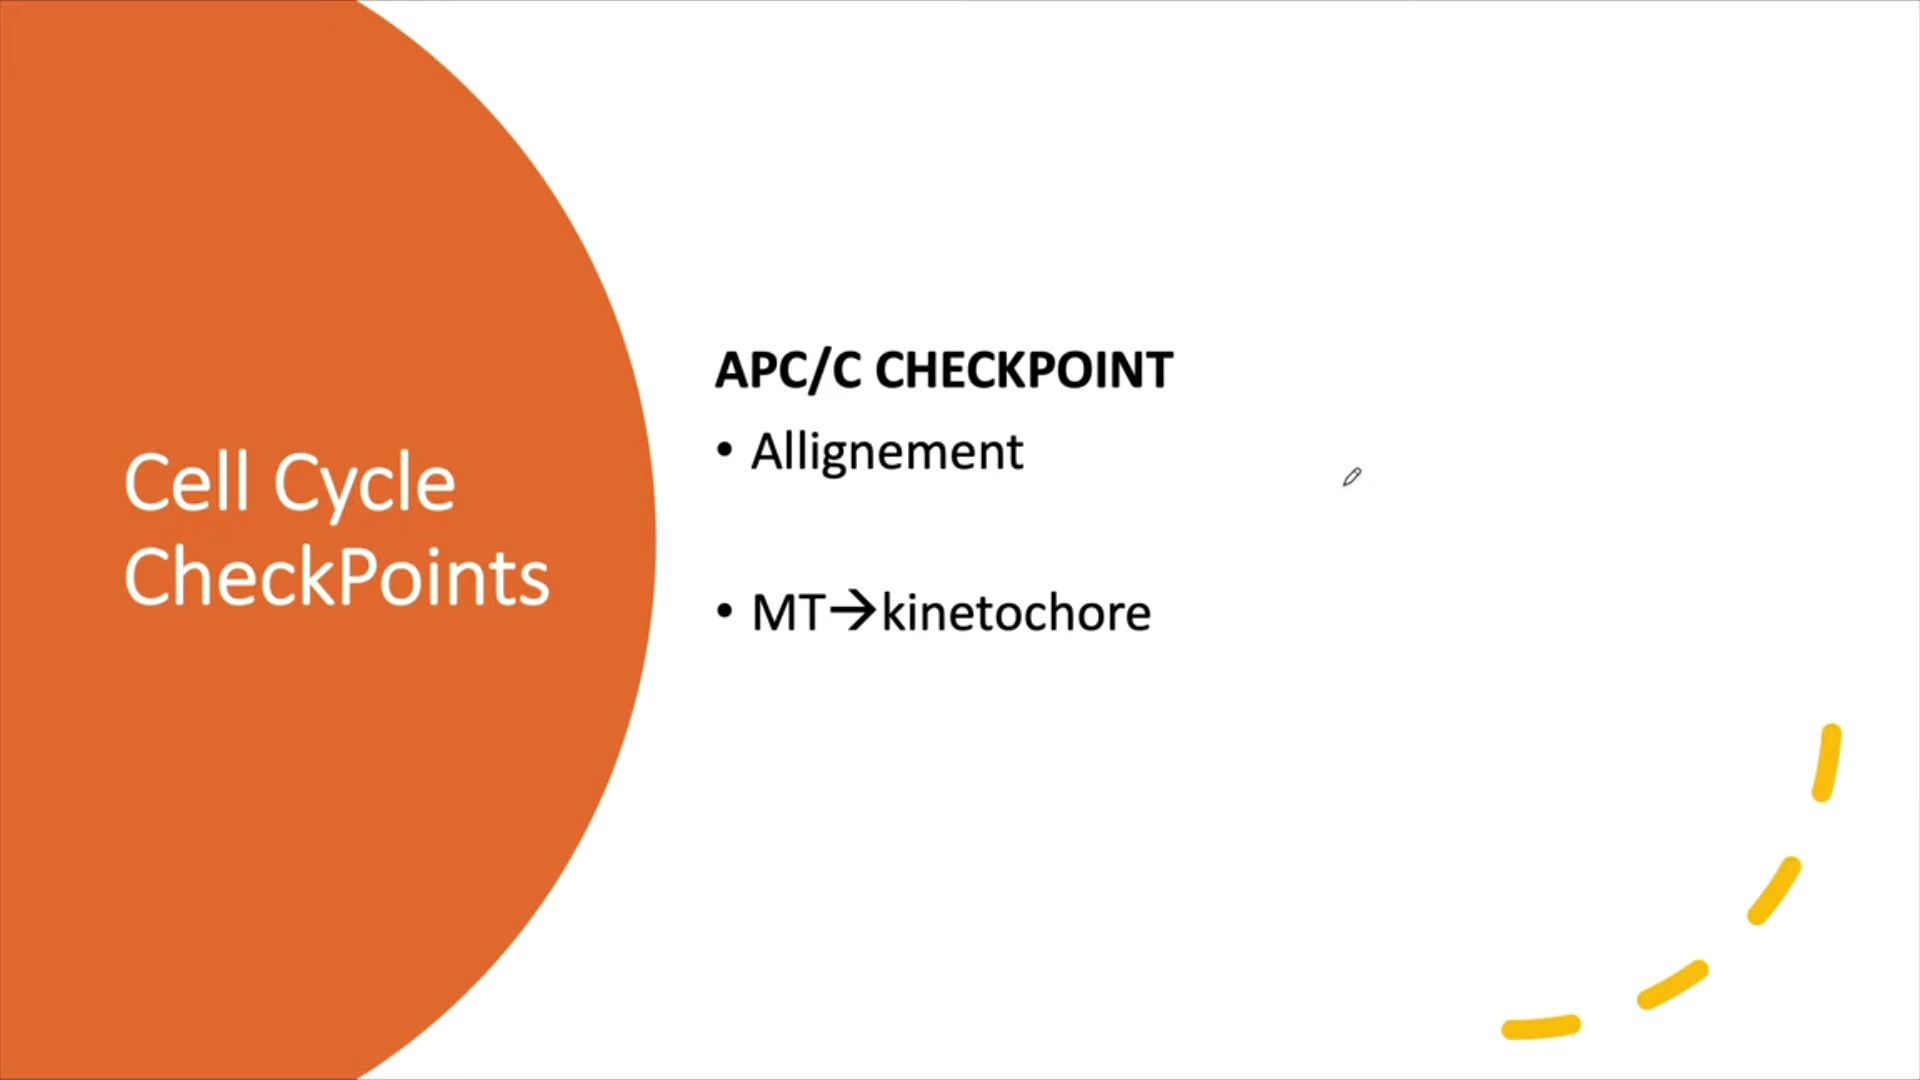 Cell Cycle
CheckPoints
APC/C CHECKPOINT
• Allignement
• MT→kinetochore